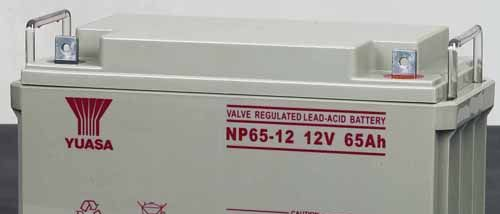 YUASA
VALVE REGULATED LEAD-ACID BATTERY
NP65-12 12V 65Ah